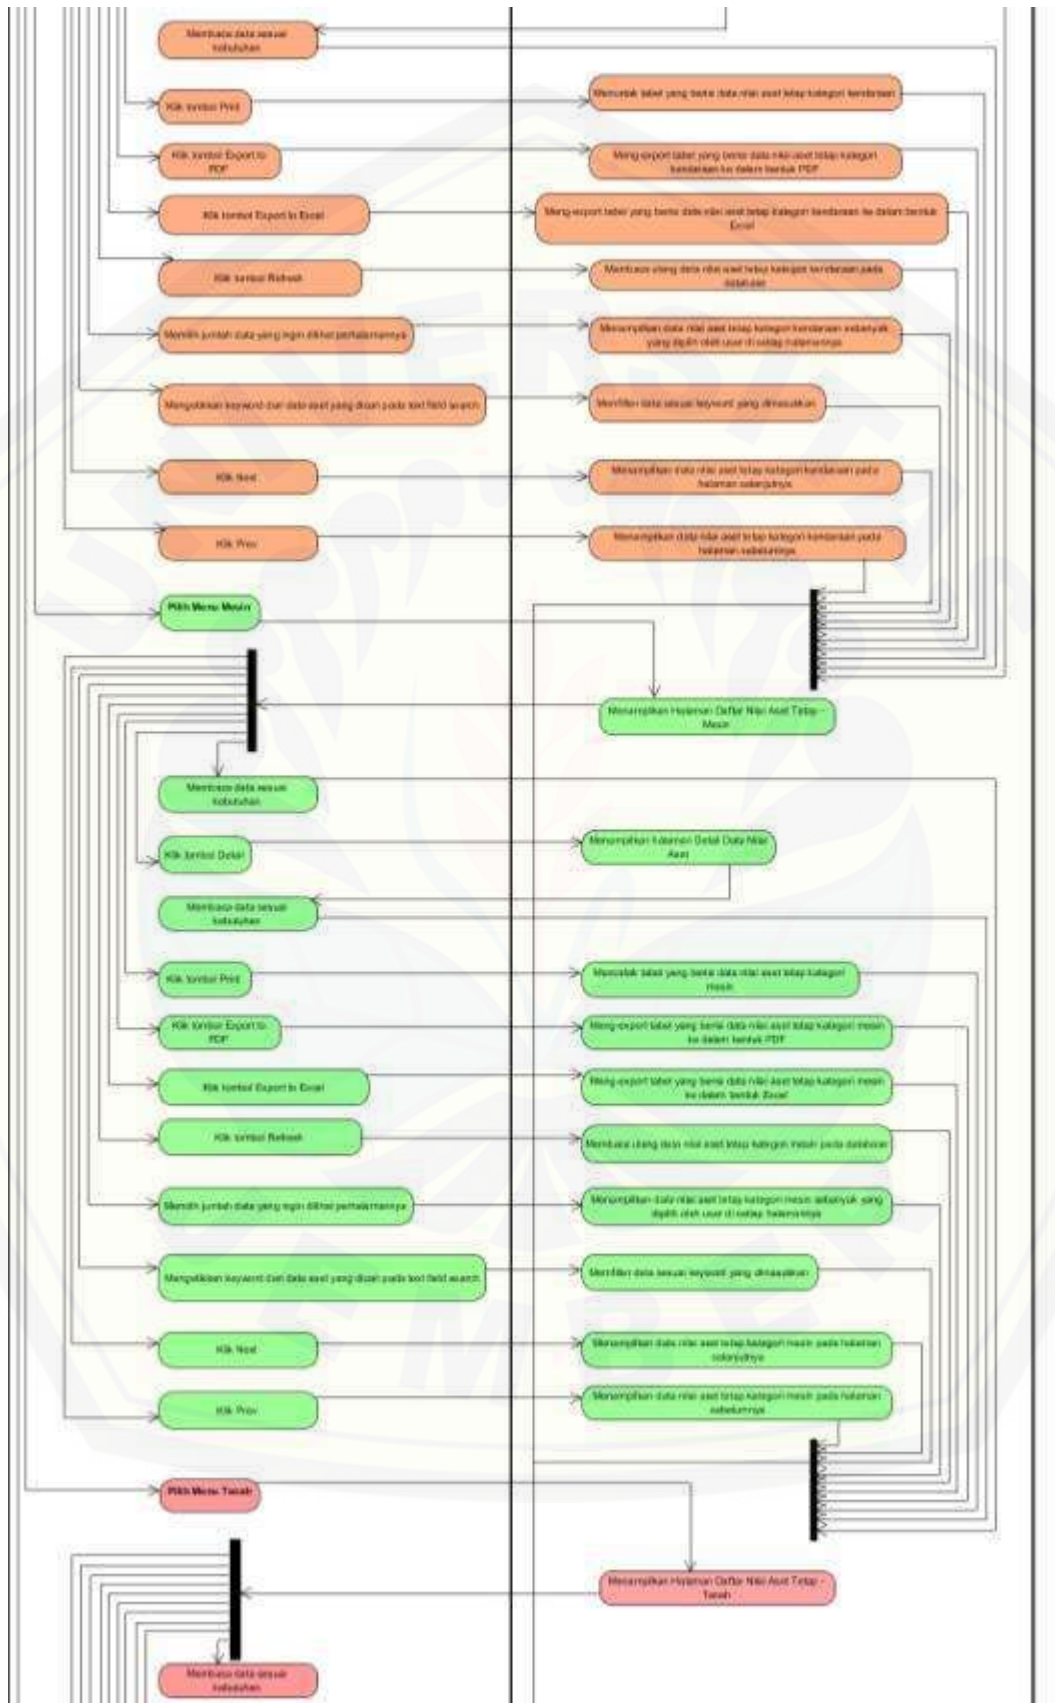 Membaca data sesuai
kebutuhan
Klik tombol Print
Mencetak tabel yang berisi data nilai aset tetap kategori kendaraan
Klik tombol Export to
PDF
Meng-export tabel yang berisi data nilai aset tetap kategori
kendaraan ke dalam bentuk PDF
Klik tombol Export to Excel
Meng-export tabel yang berisi data nilai aset tetap kategori kendaraan ke dalam bentuk
Excel
Klik tombol Refresh
Membaca ulang data nilai aset tetap kategori kendaraan pada
database
Memilih jumlah data yang ingin dilihat perhalamannya
Menampilkan data nilai aset tetap kategori kendaraan sebanyak
yang dipilih oleh user di setiap halamannya
Mengetikkan keyword dari data aset yang dicari pada text field search
Memfilter data sesuai keyword yang dimasukkan
Klik Next
Menampilkan data nilai aset tetap kategori kendaraan pada
halaman selanjutnya
Klik Prev
Menampilkan data nilai aset tetap kategori kendaraan pada
halaman sebelumnya
Pilih Menu Mesin
Menampilkan Halaman Daftar Nilai Aset Tetap -
Mesin
Membaca data sesuai
kebutuhan
Klik tombol Detail
Menampilkan halaman Detail Data Nilai
Aset
Membaca data sesuai
kebutuhan
Klik tombol Print
Mencetak tabel yang berisi data nilai aset tetap kategori
mesin
Klik tombol Export to
PDF
Meng-export tabel yang berisi data nilai aset tetap kategori mesin
ke dalam bentuk PDF
Klik tombol Export to Excel
Meng-export tabel yang berisi data nilai aset tetap kategori mesin
ke dalam bentuk Excel
Klik tombol Refresh
Membaca ulang data nilai aset tetap kategori mesin pada database
Memilih jumlah data yang ingin dilihat perhalamannya
Menampilkan data nilai aset tetap kategori mesin sebanyak yang
dipilih oleh user di setiap halamannya
Mengetikkan keyword dari data aset yang dicari pada text field search
Memfilter data sesuai keyword yang dimasukkan
Klik Next
Menampilkan data nilai aset tetap kategori mesin pada halaman
selanjutnya
Klik Prev
Menampilkan data nilai aset tetap kategori mesin pada halaman
sebelumnya
Pilih Menu Tanah
Menampilkan Halaman Daftar Nilai Aset Tetap -
Tanah
Membaca data sesuai
kebutuhan